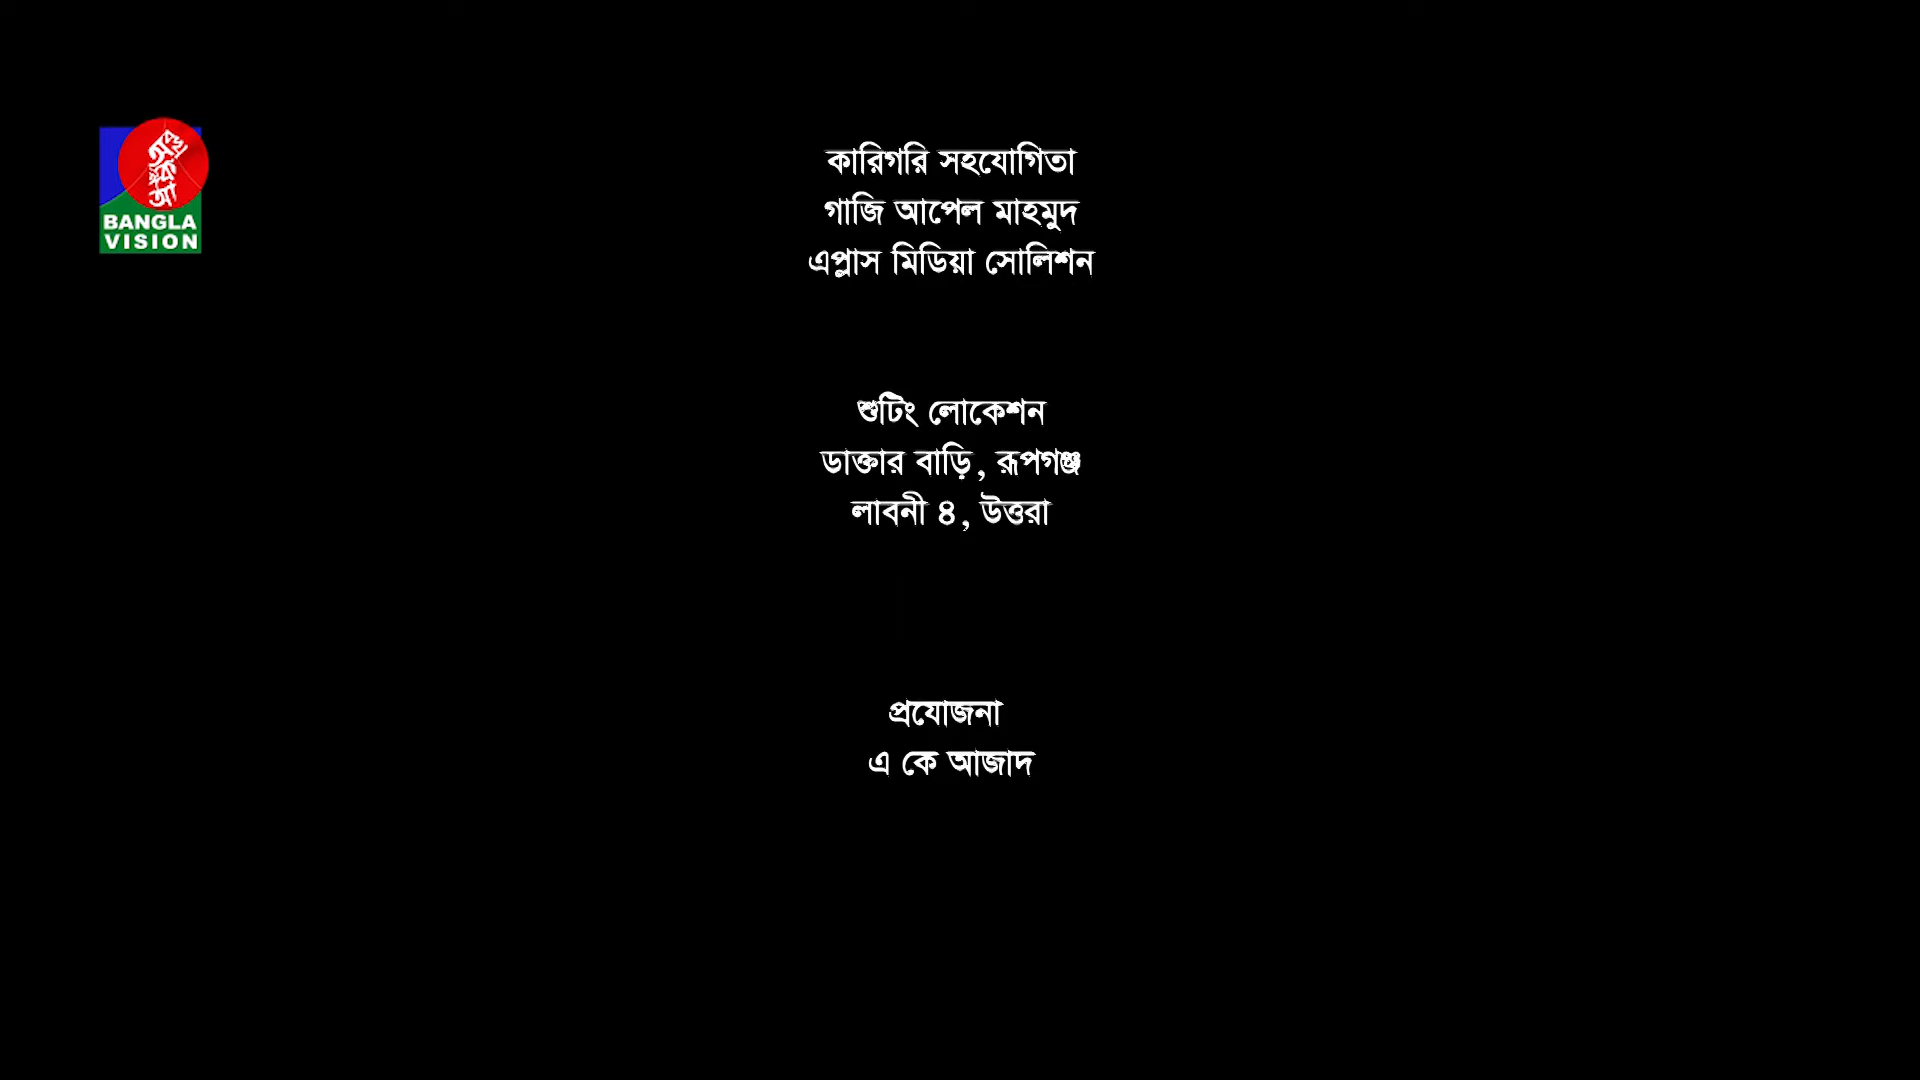 BANGLA
VISION
কারিগরি সহযোগিতা
গাজি আপেল মাহমুদ
এপ্লাস মিডিয়া সোলিশন
শুটিং লোকেশন
ডাক্তার বাড়ি, রূপগঞ্জ
লাবনী ৪, উত্তরা
প্রযোজনা
এ কে আজাদ